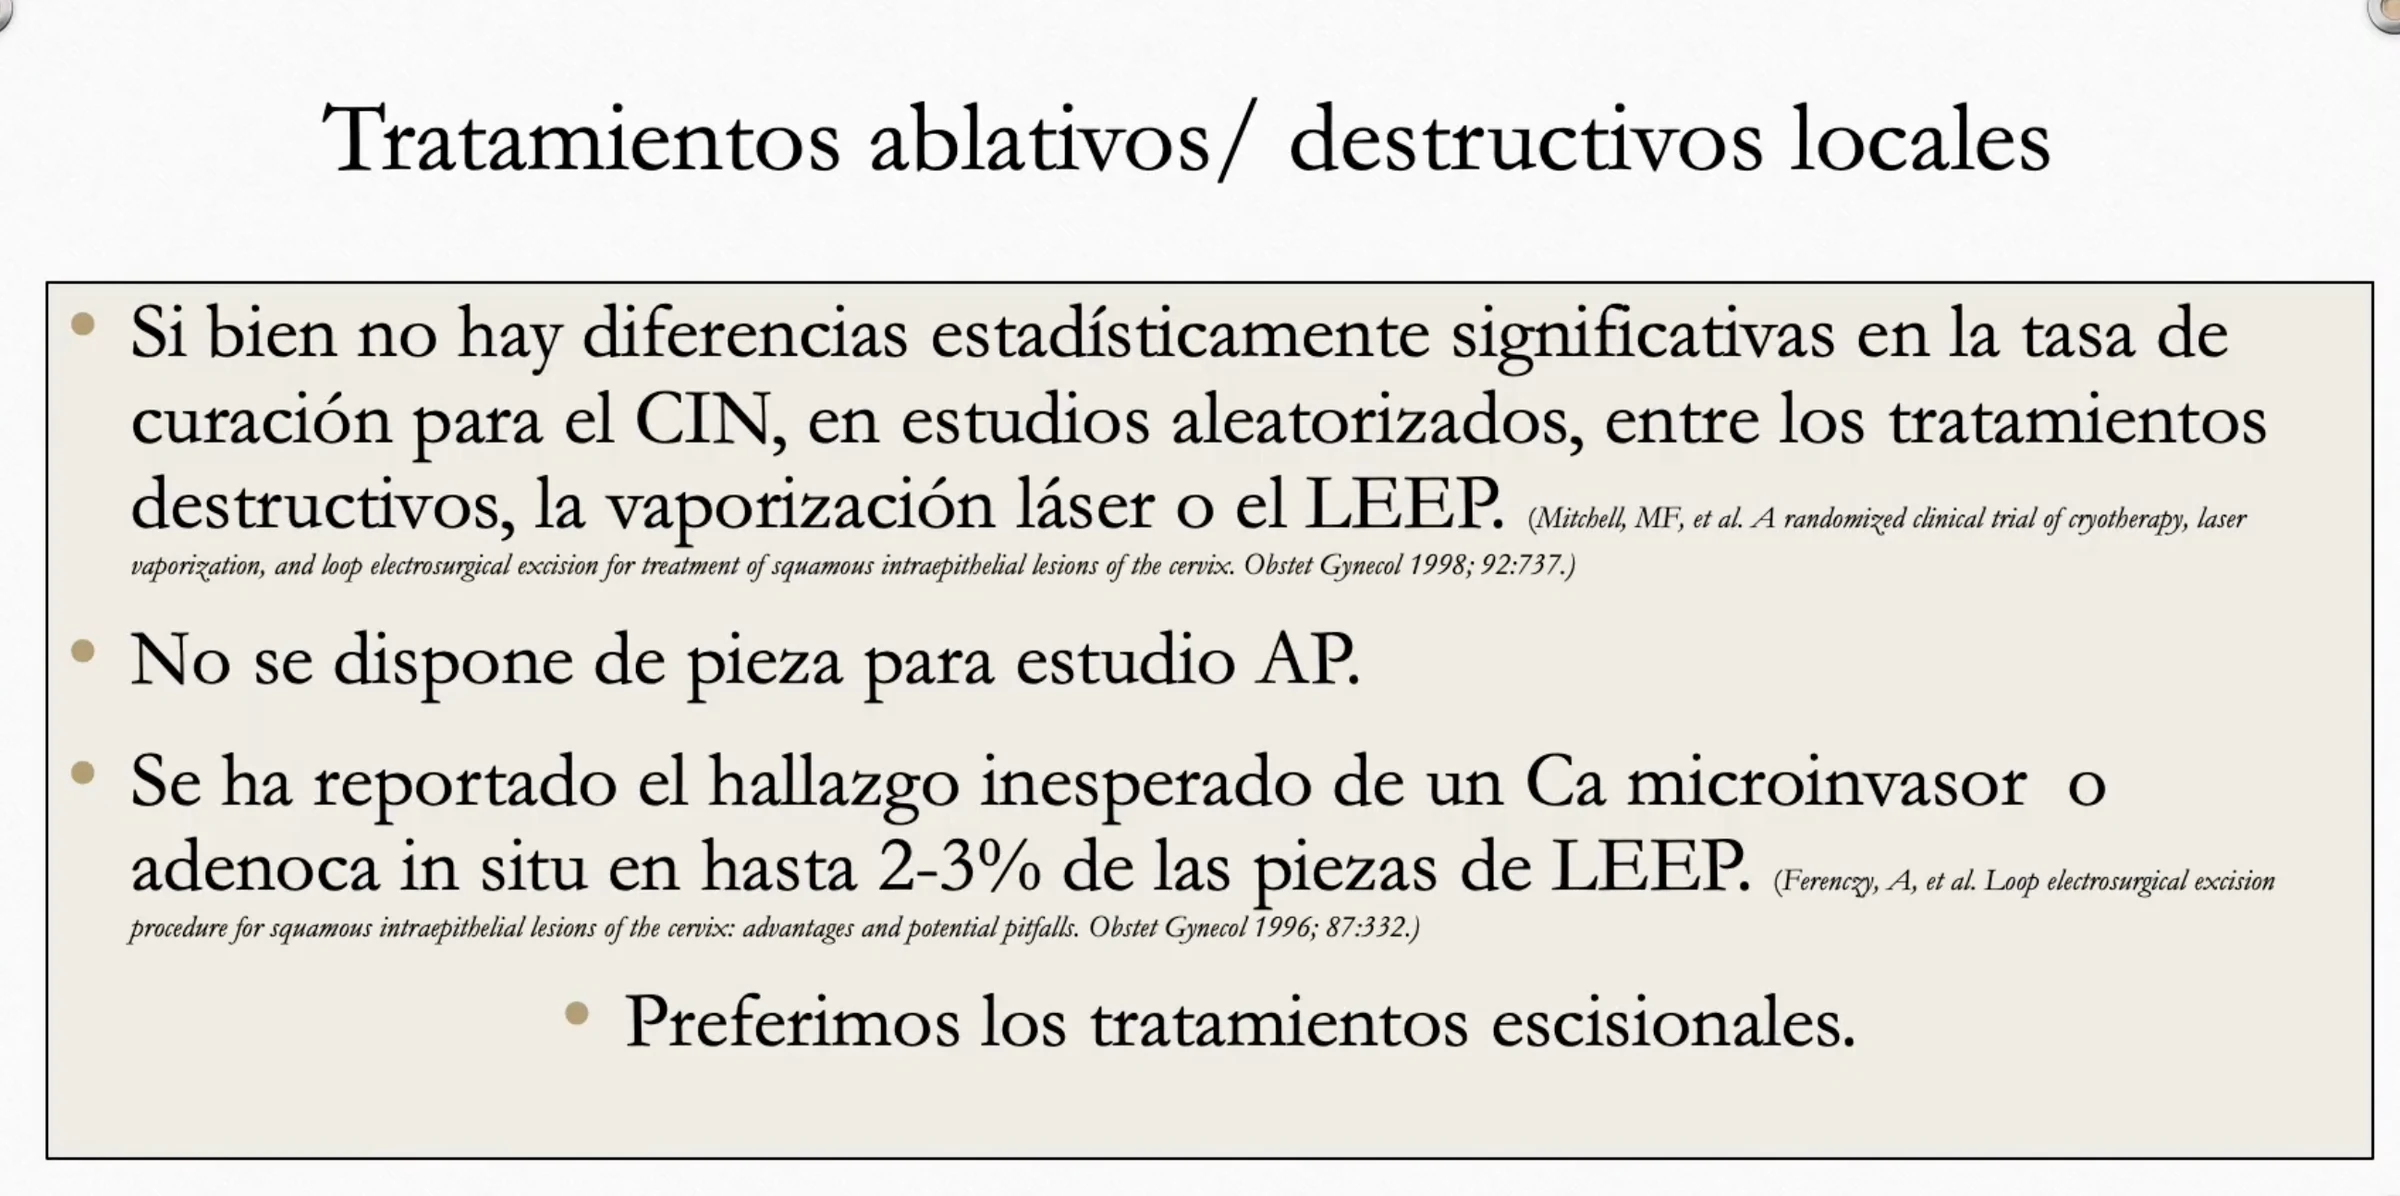 Tratamientos ablativos/ destructivos locales
• Si bien no hay diferencias estadísticamente significativas en la tasa de
curación para el CIN, en estudios aleatorizados, entre los tratamientos
destructivos, la vaporización láser o el LEEP. (Mitchell, MF, et al. A randomized clinical trial of cryotherapy, laser
vaporization, and loop electrosurgical excision for treatment of squamous intraepithelial lesions of the cervix. Obstet Gynecol 1998; 92:737.)
• No se dispone de pieza para estudio AP.
• Se ha reportado el hallazgo inesperado de un Ca microinvasor o
adenoca in situ en hasta 2-3% de las piezas de LEEP. (Ferenczy, A, et al. Loop electrosurgical excision
procedure for squamous intraepithelial lesions of the cervix: advantages and potential pitfalls. Obstet Gynecol 1996; 87:332.)
• Preferimos los tratamientos escisionales.